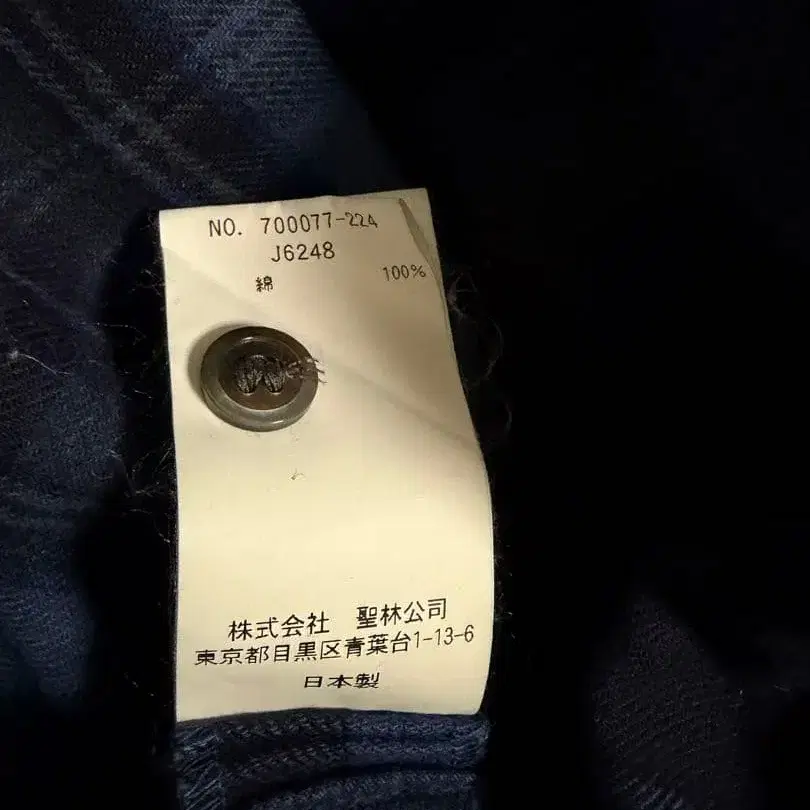 NO. 700077-224
J6248
綿 100%
株式会社 聖林公司
東京都目黒区青葉台1-13-6
日本製